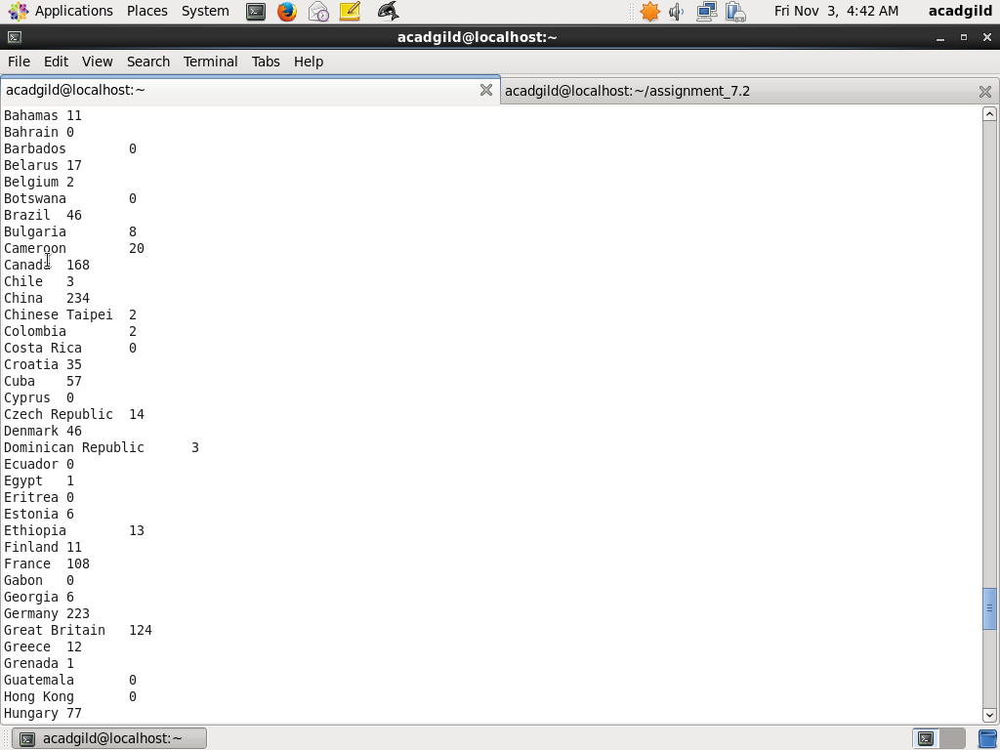 Applications Places System Fri Nov 3, 4:42 AM acadgild
acadgild@localhost:~
File Edit View Search Terminal Tabs Help
acadgild@localhost:~ acadgild@localhost:~/assignment_7.2
Bahamas 11
Bahrain 0
Barbados 0
Belarus 17
Belgium 2
Botswana 0
Brazil 46
Bulgaria 8
Cameroon 20
Canada 168
Chile 3
China 234
Chinese Taipei 2
Colombia 2
Costa Rica 0
Croatia 35
Cuba 57
Cyprus 0
Czech Republic 14
Denmark 46
Dominican Republic 3
Ecuador 0
Egypt 1
Eritrea 0
Estonia 6
Ethiopia 13
Finland 11
France 108
Gabon 0
Georgia 6
Germany 223
Great Britain 124
Greece 12
Grenada 1
Guatemala 0
Hong Kong 0
Hungary 77
acadgild@localhost:~